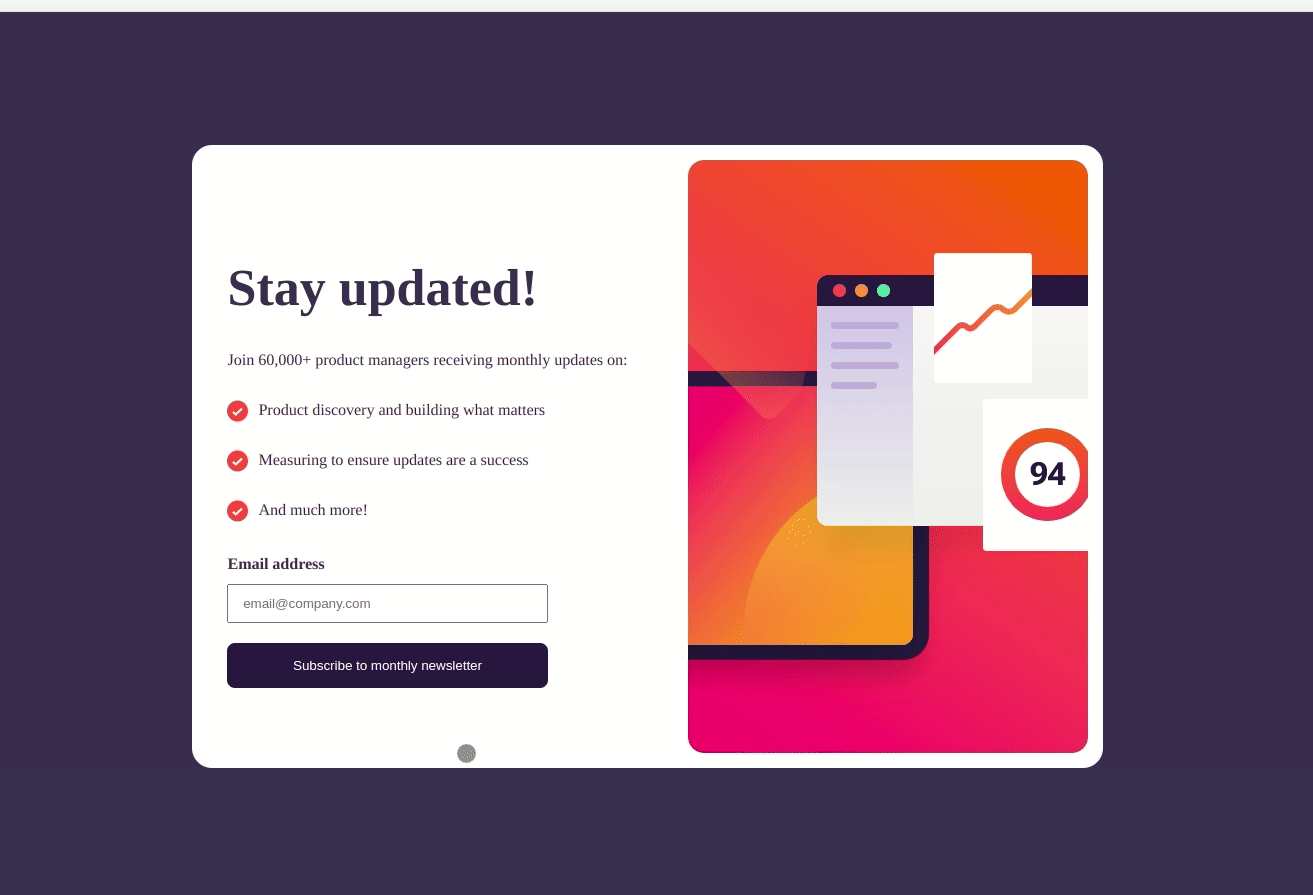 Stay updated!
Join 60,000+ product managers receiving monthly updates on:
Product discovery and building what matters
Measuring to ensure updates are a success
And much more!
Email address
email@company.com
Subscribe to monthly newsletter
94